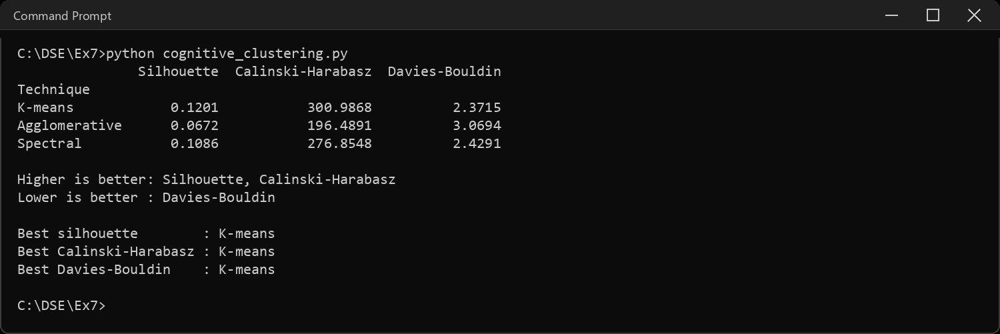 Command Prompt
C:\DSE\Ex7>python cognitive_clustering.py
               Silhouette  Calinski-Harabasz  Davies-Bouldin
Technique
K-means            0.1201           300.9868          2.3715
Agglomerative      0.0672           196.4891          3.0694
Spectral           0.1086           276.8548          2.4291
Higher is better: Silhouette, Calinski-Harabasz
Lower is better : Davies-Bouldin
Best silhouette        : K-means
Best Calinski-Harabasz : K-means
Best Davies-Bouldin    : K-means
C:\DSE\Ex7>